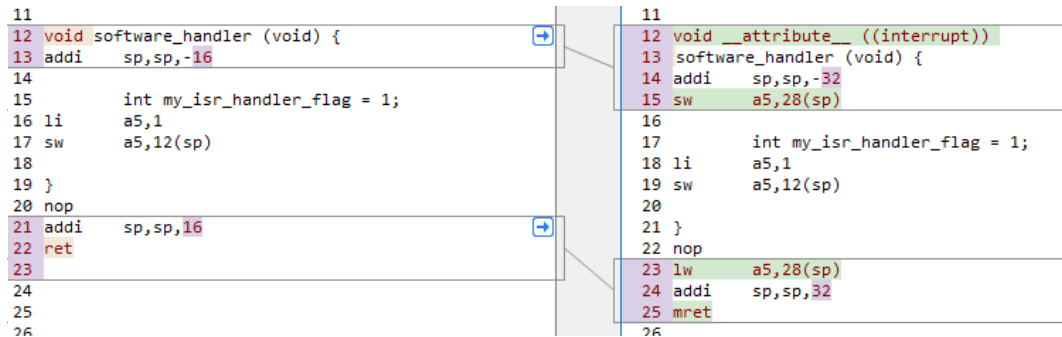 11
12 void software_handler (void) {
13 addi sp,sp,-16
14
15 int my_isr_handler_flag = 1;
16 li a5,1
17 sw a5,12(sp)
18
19 }
20 nop
21 addi sp,sp,16
22 ret
23
24
25
26
11
12 void __attribute__ ((interrupt))
13 software_handler (void) {
14 addi sp,sp,-32
15 sw a5,28(sp)
16
17 int my_isr_handler_flag = 1;
18 li a5,1
19 sw a5,12(sp)
20
21 }
22 nop
23 lw a5,28(sp)
24 addi sp,sp,32
25 mret
26